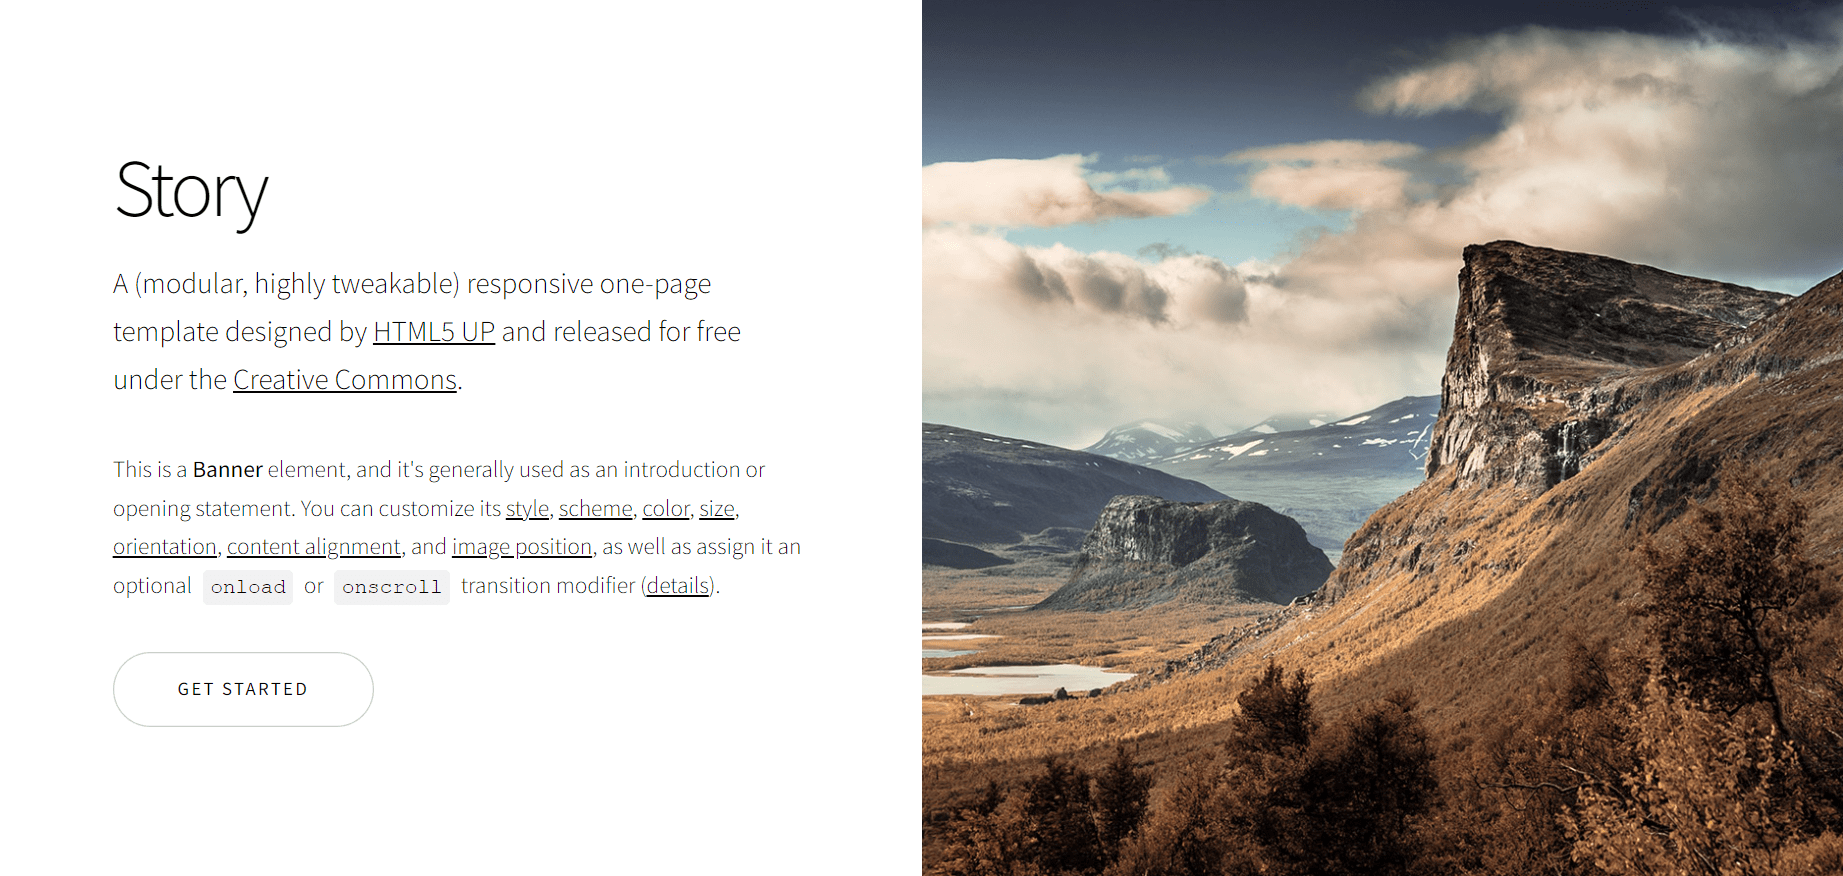 Story
A (modular, highly tweakable) responsive one-page
template designed by HTML5 UP and released for free
under the Creative Commons.
This is a Banner element, and it's generally used as an introduction or
opening statement. You can customize its style, scheme, color, size,
orientation, content alignment, and image position, as well as assign it an
optional onload or onscroll transition modifier (details).
GET STARTED